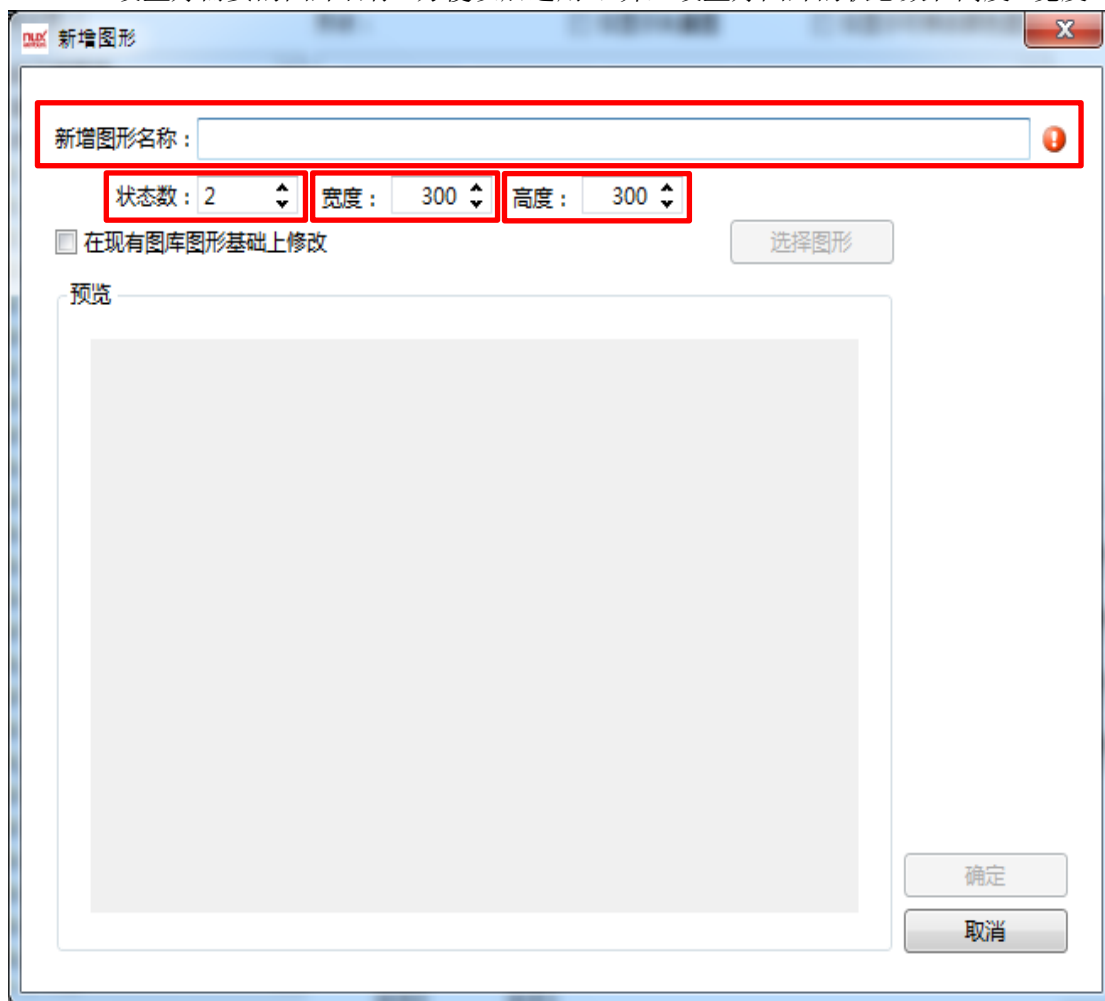 nux
新增图形
x
新增图形名称：
状态数：2 宽度： 300 高度： 300
在现有图库图形基础上修改 选择图形
预览
确定
取消